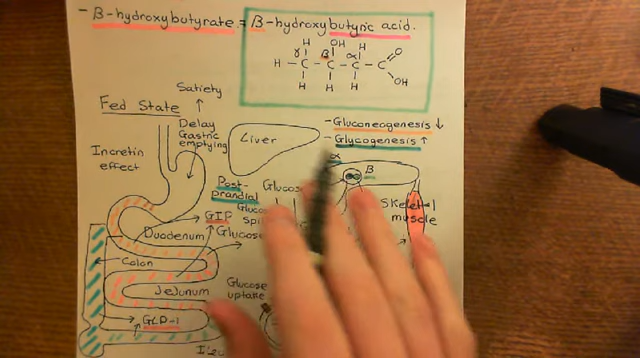 - β-hydroxybutyrate = β-hydroxybutyric acid.
H OH H
γ β α O
H - C - C - C - C
H H H OH
Satiety
↑
Fed State
Delay
Gastric
emptying
Incretin
effect
Liver
- Gluconeogenesis ↓
- Glycogenesis ↑
α
β
Post-
prandial
Skeletal
muscle
GIP
Duodenum
Glucose
Colon
Jejunum
Glucose
uptake
GLP-1